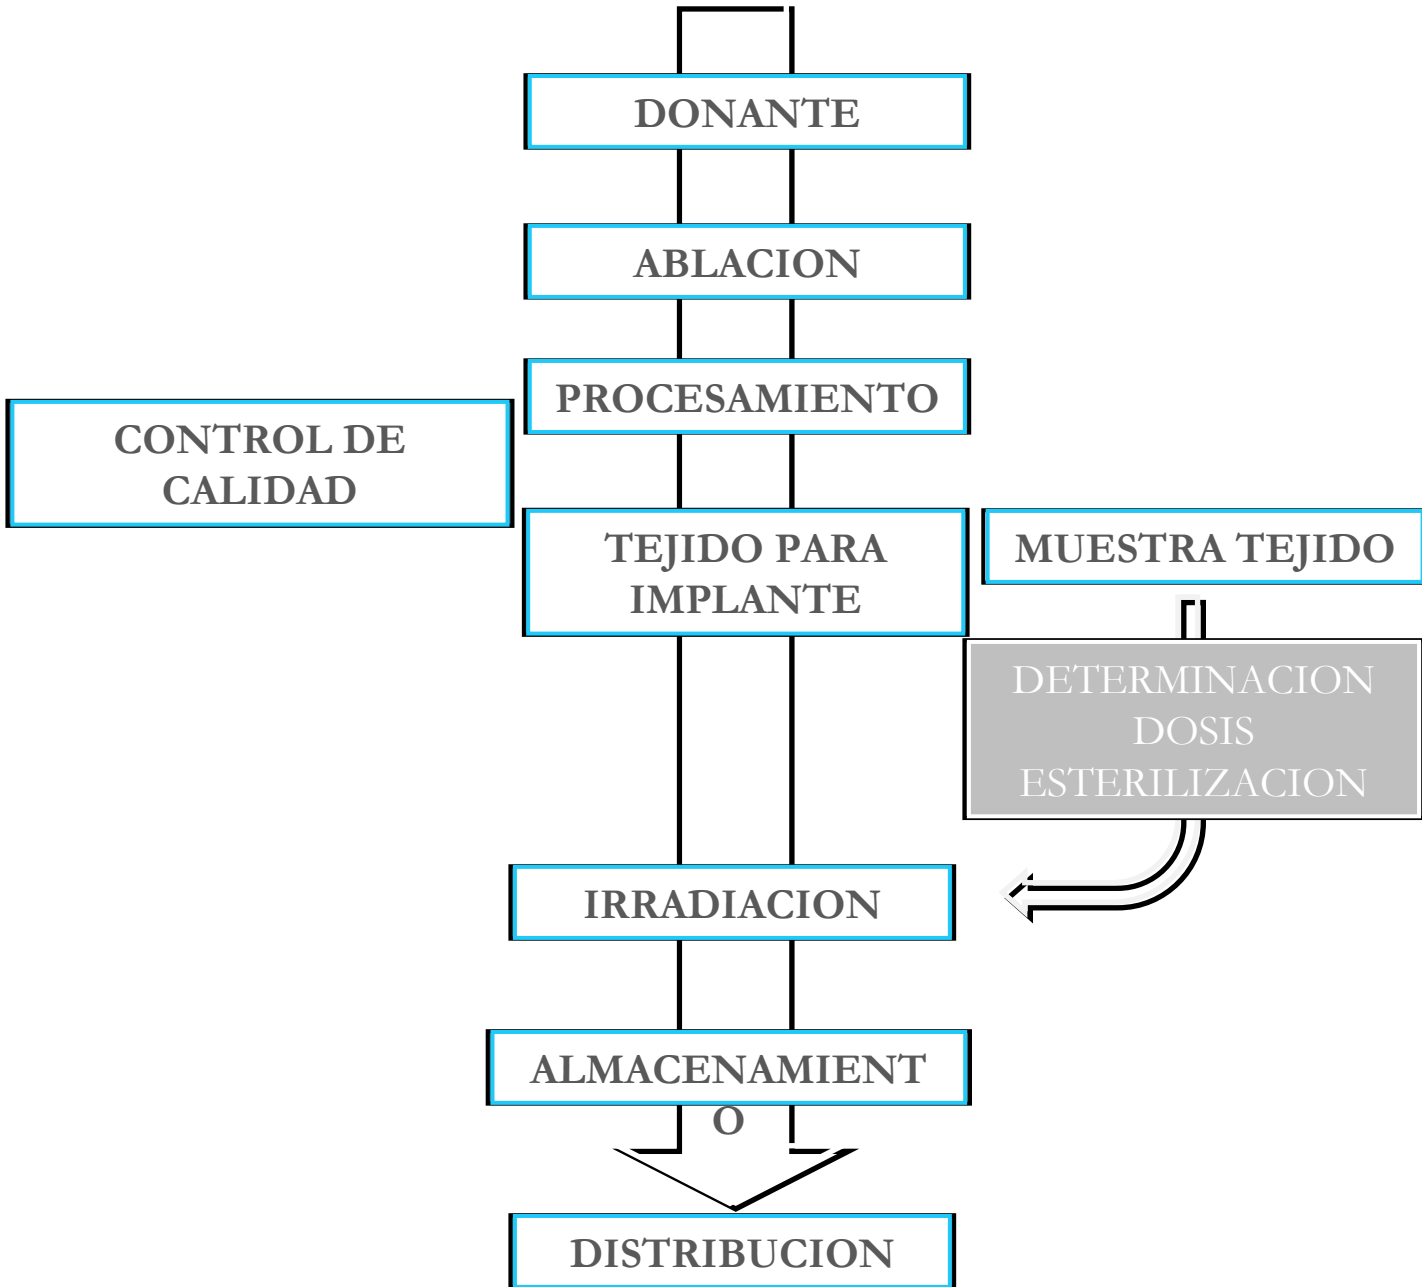 DONANTE
ABLACION
PROCESAMIENTO
CONTROL DE
CALIDAD
TEJIDO PARA
IMPLANTE
MUESTRA TEJIDO
DETERMINACION
DOSIS
ESTERILIZACION
IRRADIACION
ALMACENAMIENT
O
DISTRIBUCION